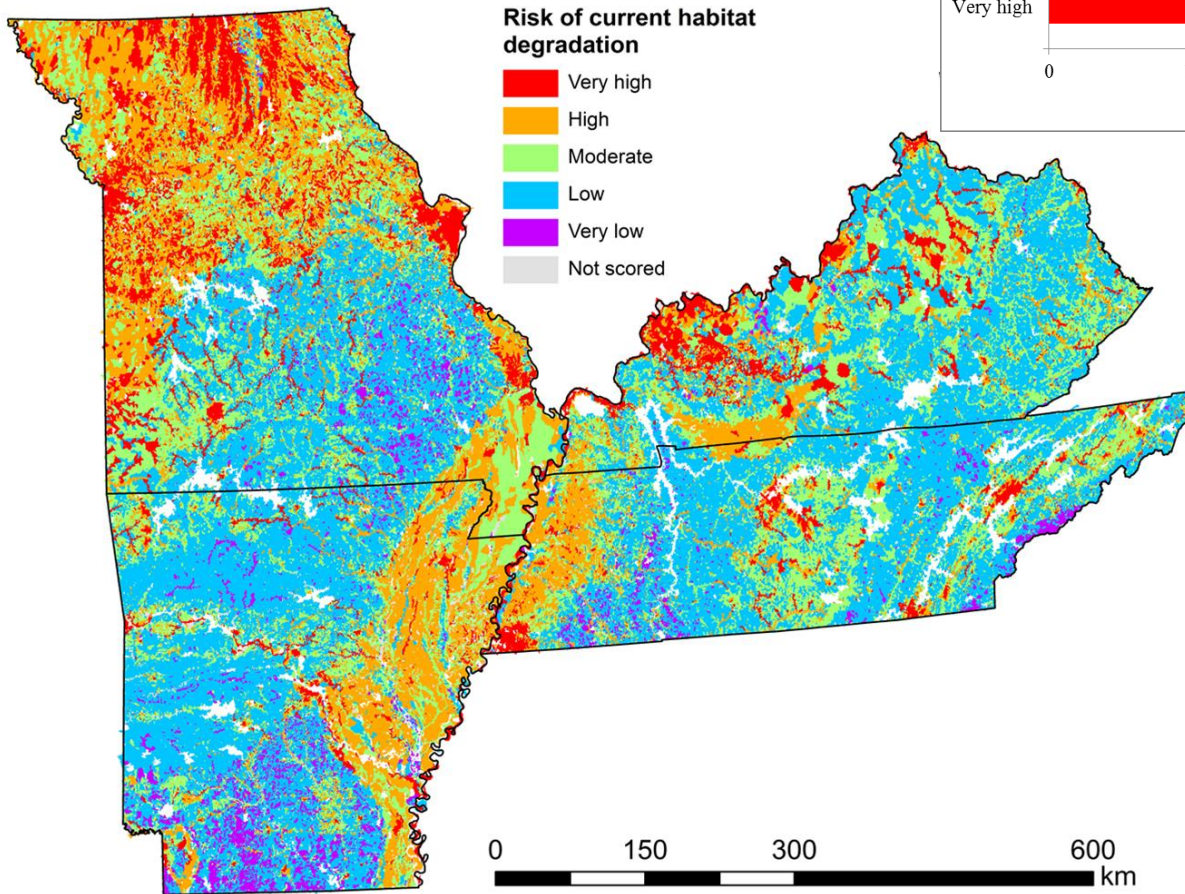 Risk of current habitat
degradation
Very high
High
Moderate
Low
Very low
Not scored
Very high
0
0 150 300 600
km